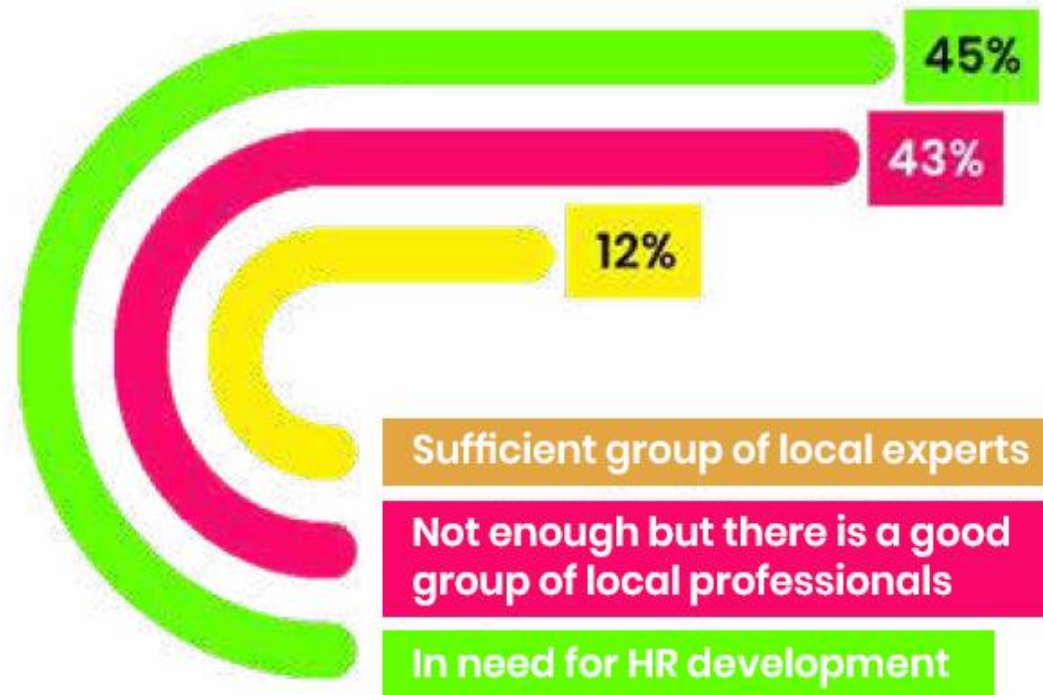 45%
43%
12%
Sufficient group of local experts
Not enough but there is a good
group of local professionals
In need for HR development